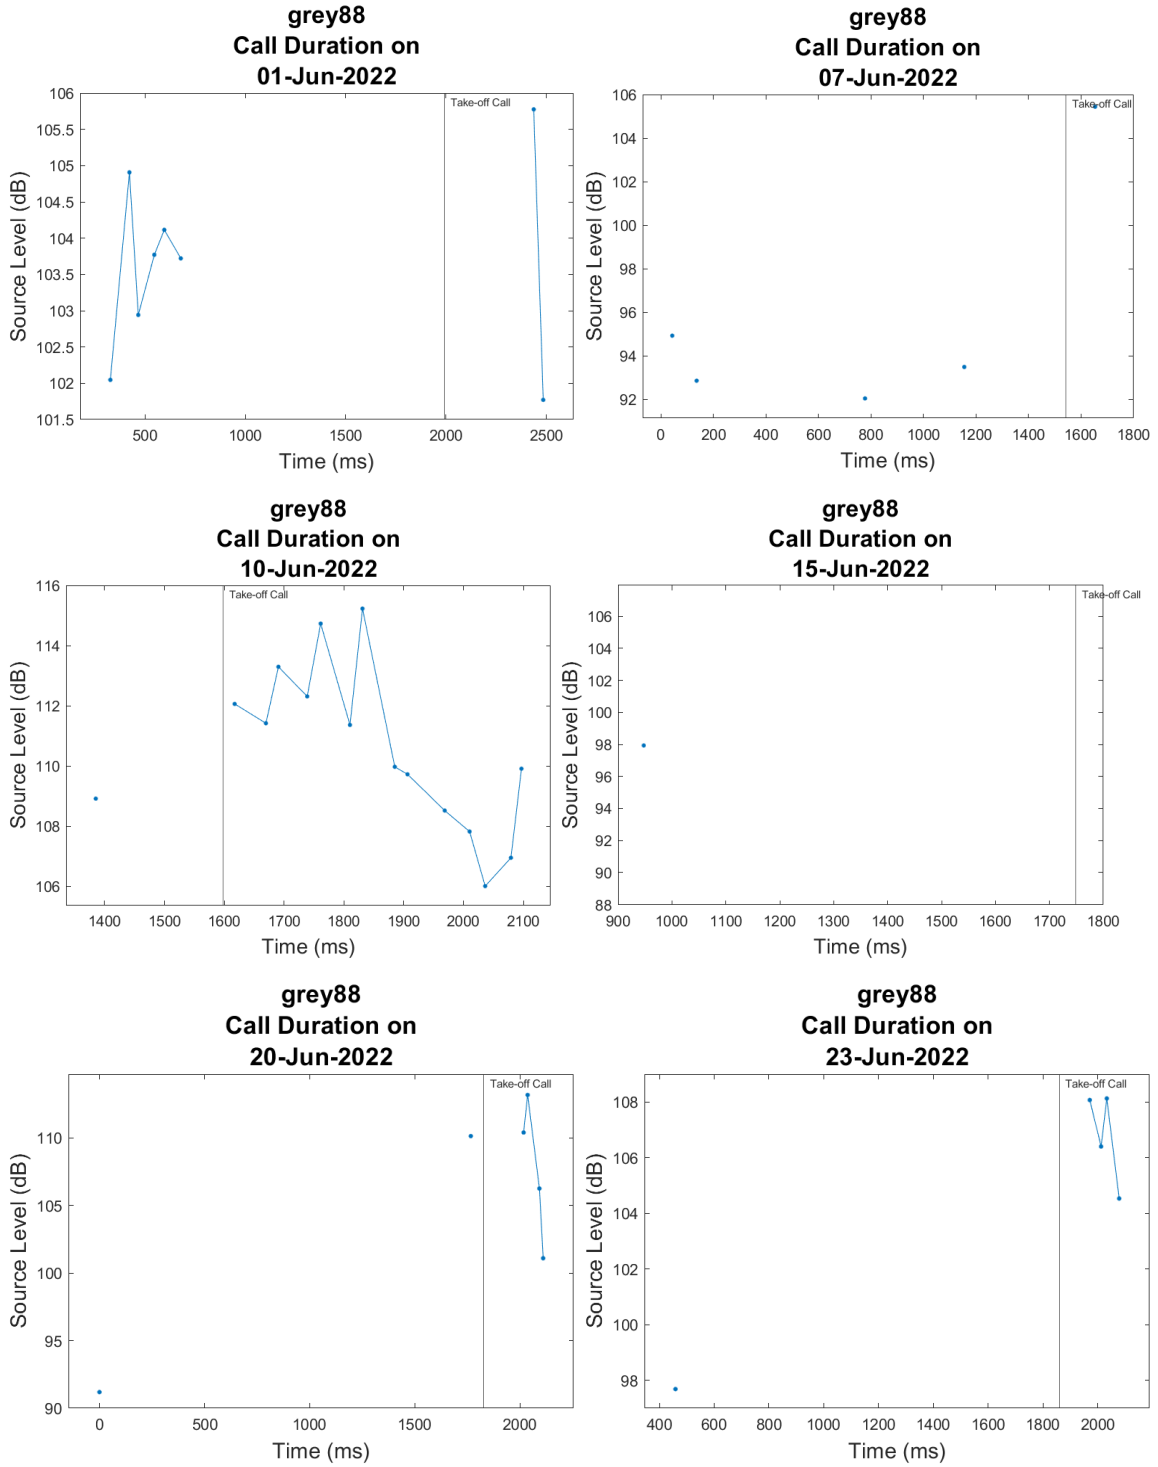 grey88
Call Duration on
01-Jun-2022
106
105.5
105
104.5
104
103.5
103
102.5
102
101.5
Source Level (dB)
Take-off Call
500
1000
1500
2000
2500
Time (ms)
grey88
Call Duration on
07-Jun-2022
106
104
102
100
98
96
94
92
Source Level (dB)
Take-off Call
0
200
400
600
800
1000
1200
1400
1600
1800
Time (ms)
grey88
Call Duration on
10-Jun-2022
116
114
112
110
108
106
Source Level (dB)
Take-off Call
1400
1500
1600
1700
1800
1900
2000
2100
Time (ms)
grey88
Call Duration on
15-Jun-2022
106
104
102
100
98
96
94
92
90
88
Source Level (dB)
Take-off Call
900
1000
1100
1200
1300
1400
1500
1600
1700
1800
Time (ms)
grey88
Call Duration on
20-Jun-2022
110
105
100
95
90
Source Level (dB)
Take-off Call
0
500
1000
1500
2000
Time (ms)
grey88
Call Duration on
23-Jun-2022
108
106
104
102
100
98
Source Level (dB)
Take-off Call
400
600
800
1000
1200
1400
1600
1800
2000
Time (ms)